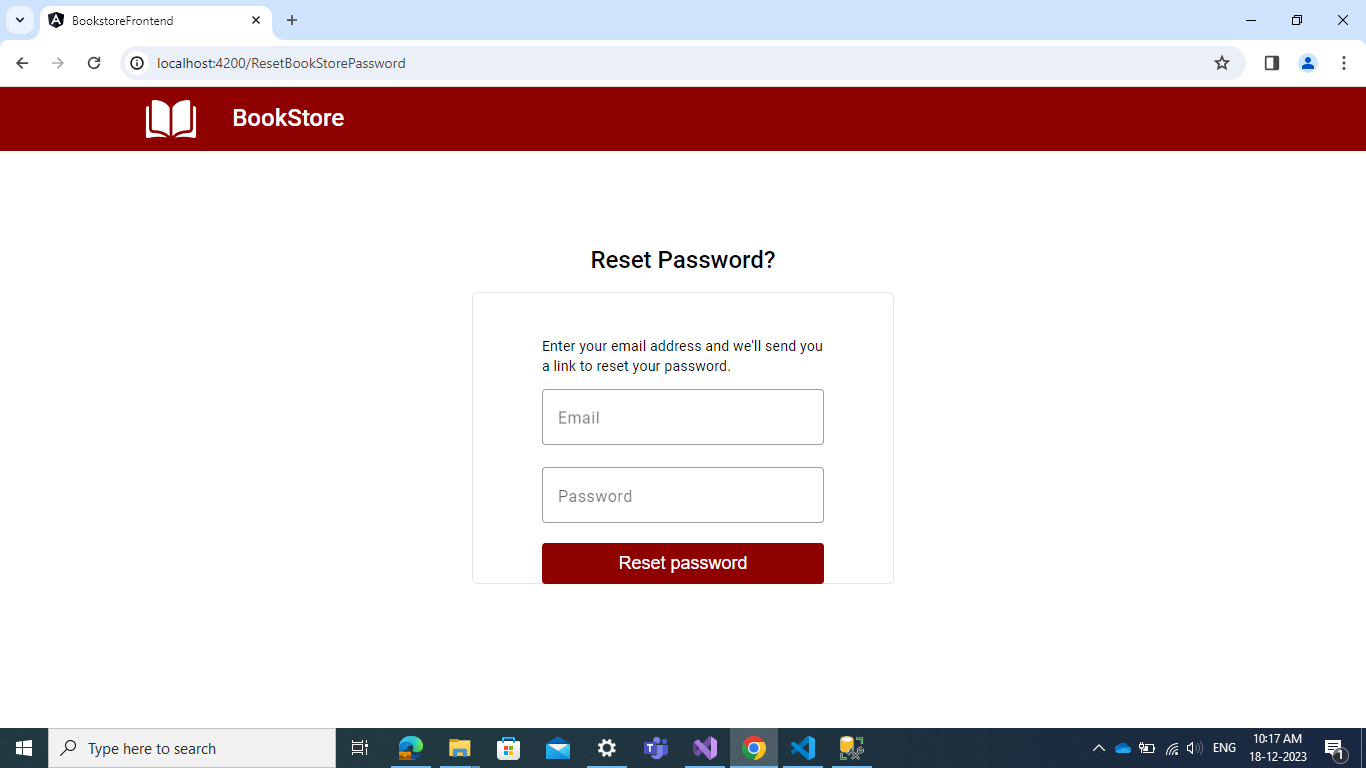 BookstoreFrontend
localhost:4200/ResetBookStorePassword
BookStore
Reset Password?
Enter your email address and we'll send you
a link to reset your password.
Email
Password
Reset password
Type here to search
ENG
10:17 AM
18-12-2023
1